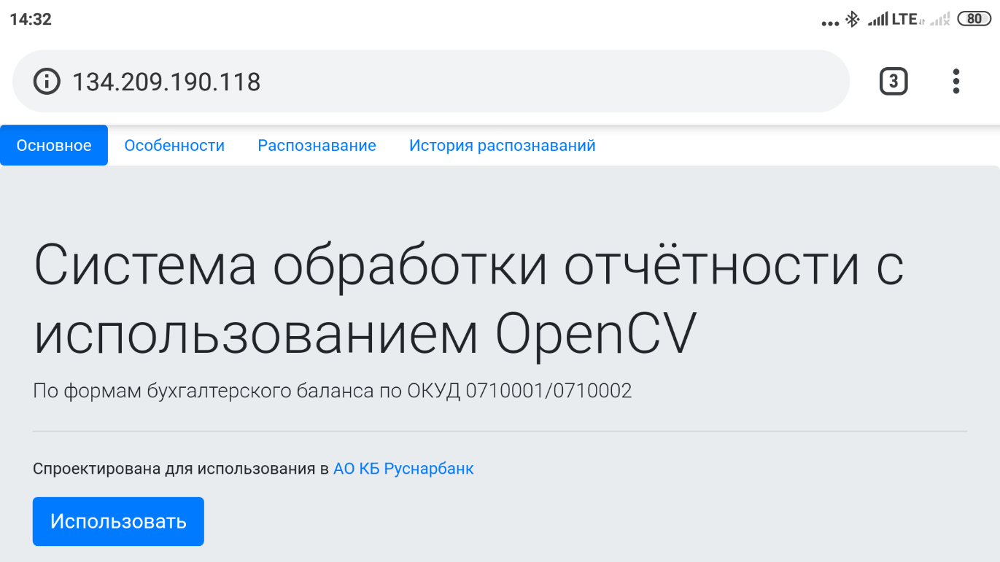 14:32
LTE
80
134.209.190.118
3
Основное Особенности Распознавание История распознаваний
Система обработки отчётности с
использованием OpenCV
По формам бухгалтерского баланса по ОКУД 0710001/0710002
Спроектирована для использования в АО КБ Руснарбанк
Использовать